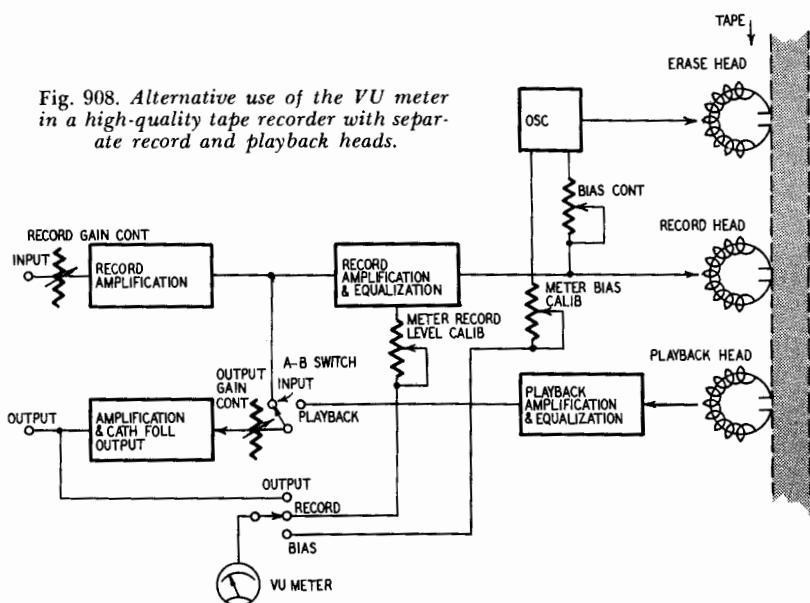 Fig. 908. Alternative use of the VU meter
in a high-quality tape recorder with separ-
ate record and playback heads.
TAPE
ERASE HEAD
OSC
BIAS CONT
RECORD GAIN CONT
INPUT
RECORD
AMPLIFICATION
RECORD
AMPLIFICATION
& EQUALIZATION
RECORD HEAD
METER BIAS
CALIB
METER RECORD
LEVEL CALIB
OUTPUT
GAIN
CONT
A-B SWITCH
INPUT
PLAYBACK
PLAYBACK HEAD
PLAYBACK
AMPLIFICATION
& EQUALIZATION
OUTPUT
AMPLIFICATION
& CATH FOLL
OUTPUT
OUTPUT
RECORD
BIAS
VU METER